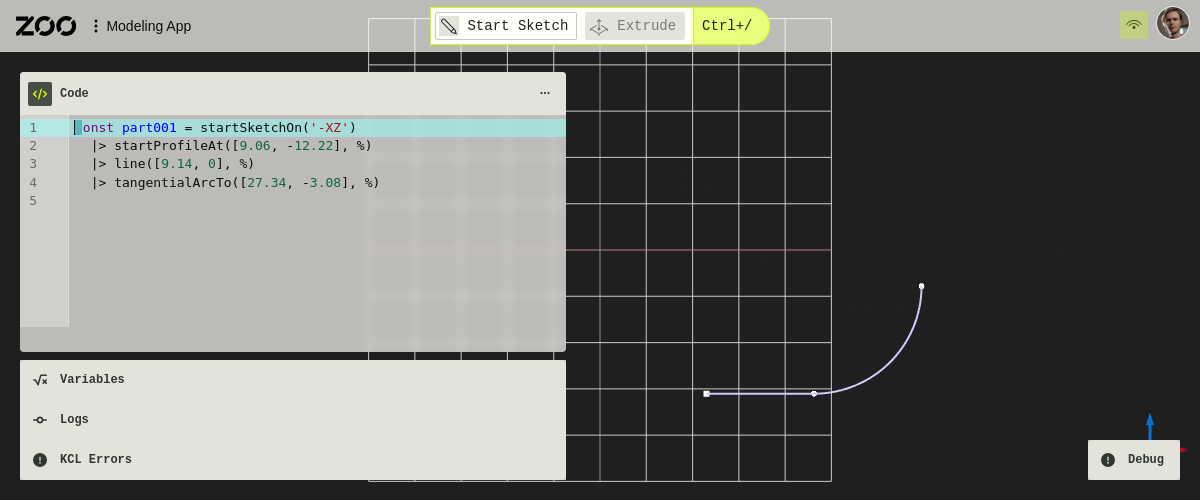 ZOO
Modeling App
Start Sketch
Extrude
Ctrl+/
Code
...
1 const part001 = startSketchOn('-XZ')
2 |> startProfileAt([9.06, -12.22], %)
3 |> line([9.14, 0], %)
4 |> tangentialArcTo([27.34, -3.08], %)
5
Variables
Logs
KCL Errors
Debug